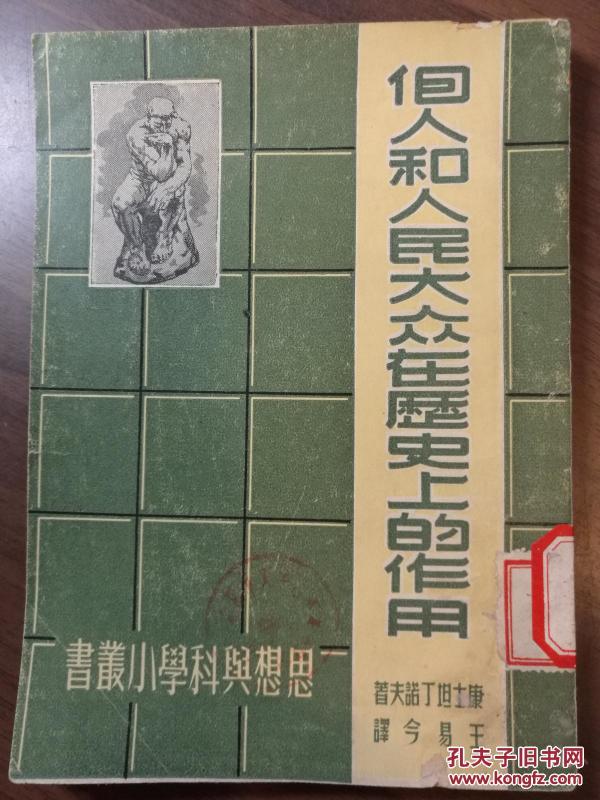 個人和人民大众在歷史上的作用
康士坦丁諾夫著
王易今譯
思想與科學小叢書
孔夫子旧书网
www.kongfz.com